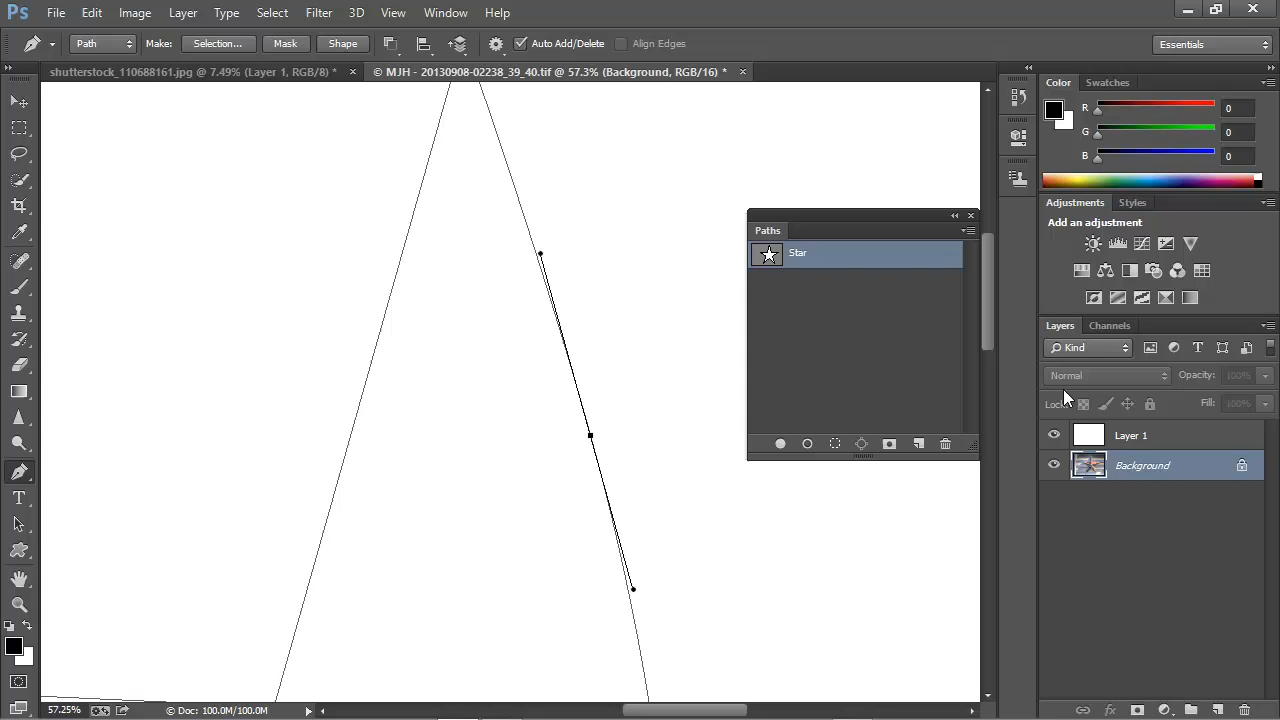 Ps File Edit Image Layer Type Select Filter 3D View Window Help
Path Make: Selection... Mask Shape Auto Add/Delete Align Edges Essentials
shutterstock_110688161.jpg @ 7.49% (Layer 1, RGB/8) * × © MJH - 20130908-02238_39_40.tif @ 57.3% (Background, RGB/16) * ×
Color Swatches
R 0
G 0
B 0
Adjustments Styles
Add an adjustment
Paths
Star
Layers Channels
Kind
Normal Opacity: 100%
Lock: Fill: 100%
Layer 1
Background
T
fx
57.25% Doc: 100.0M/100.0M